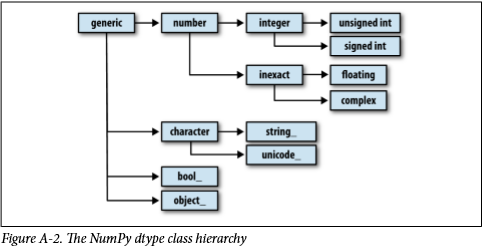 generic number integer unsigned int
signed int
inexact floating
complex
character string_
unicode_
bool_
object_
Figure A-2. The NumPy dtype class hierarchy